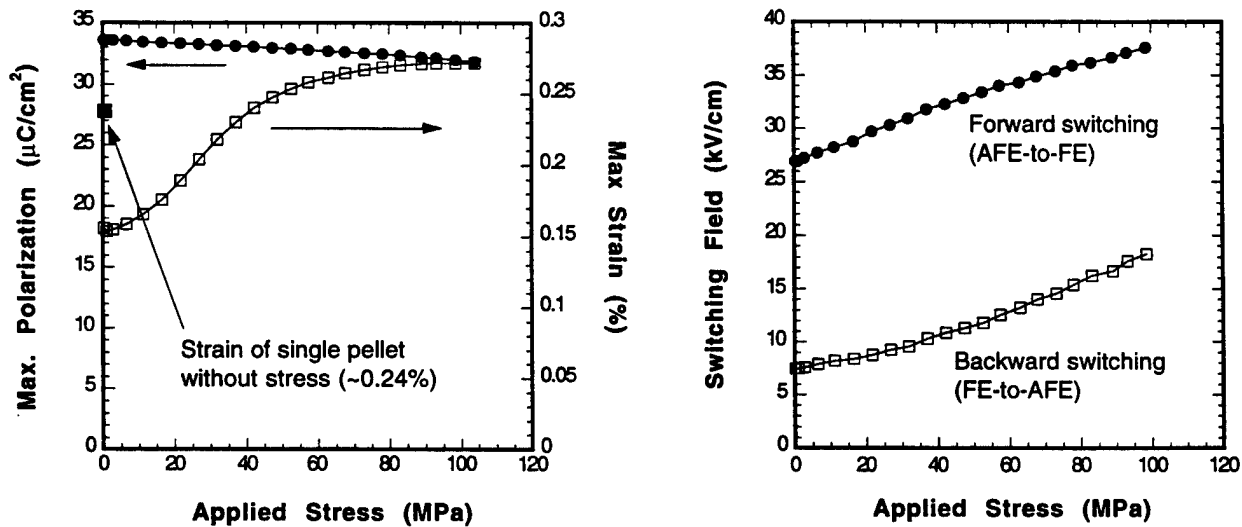 35
30
25
20
15
10
5
0
Max. Polarization (μC/cm²)
0.3
0.25
0.2
0.15
0.1
0.05
0
Max Strain (%)
Strain of single pellet
without stress (~0.24%)
0 20 40 60 80 100 120
Applied Stress (MPa)
40
35
30
25
20
15
10
5
0
Switching Field (kV/cm)
Forward switching
(AFE-to-FE)
Backward switching
(FE-to-AFE)
0 20 40 60 80 100 120
Applied Stress (MPa)